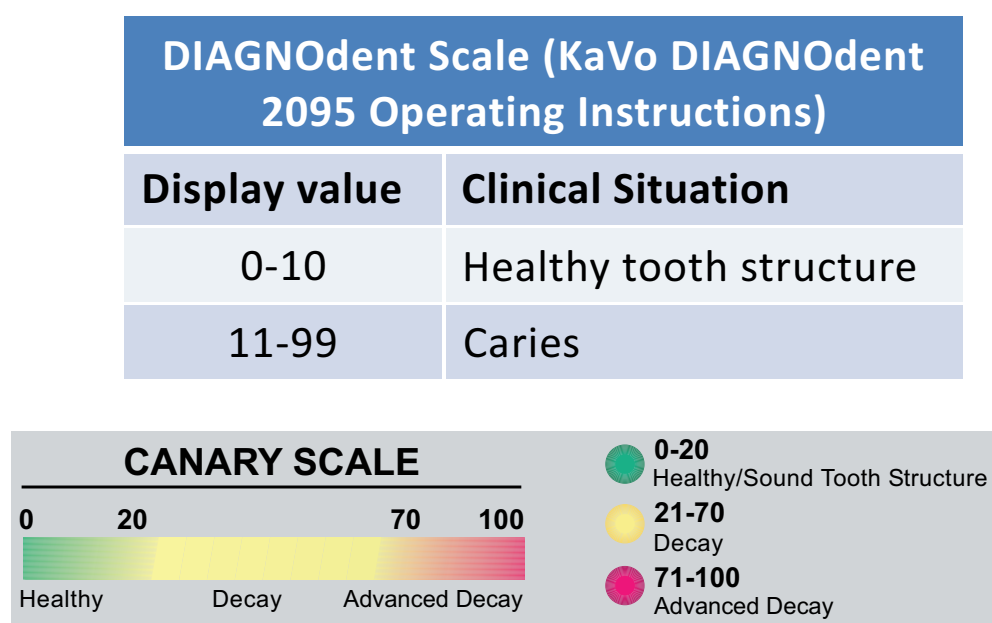 DIAGNOdent Scale (KaVo DIAGNOdent
2095 Operating Instructions)
Display value Clinical Situation
0-10 Healthy tooth structure
11-99 Caries
CANARY SCALE
0 20 70 100
Healthy Decay Advanced Decay
0-20
Healthy/Sound Tooth Structure
21-70
Decay
71-100
Advanced Decay